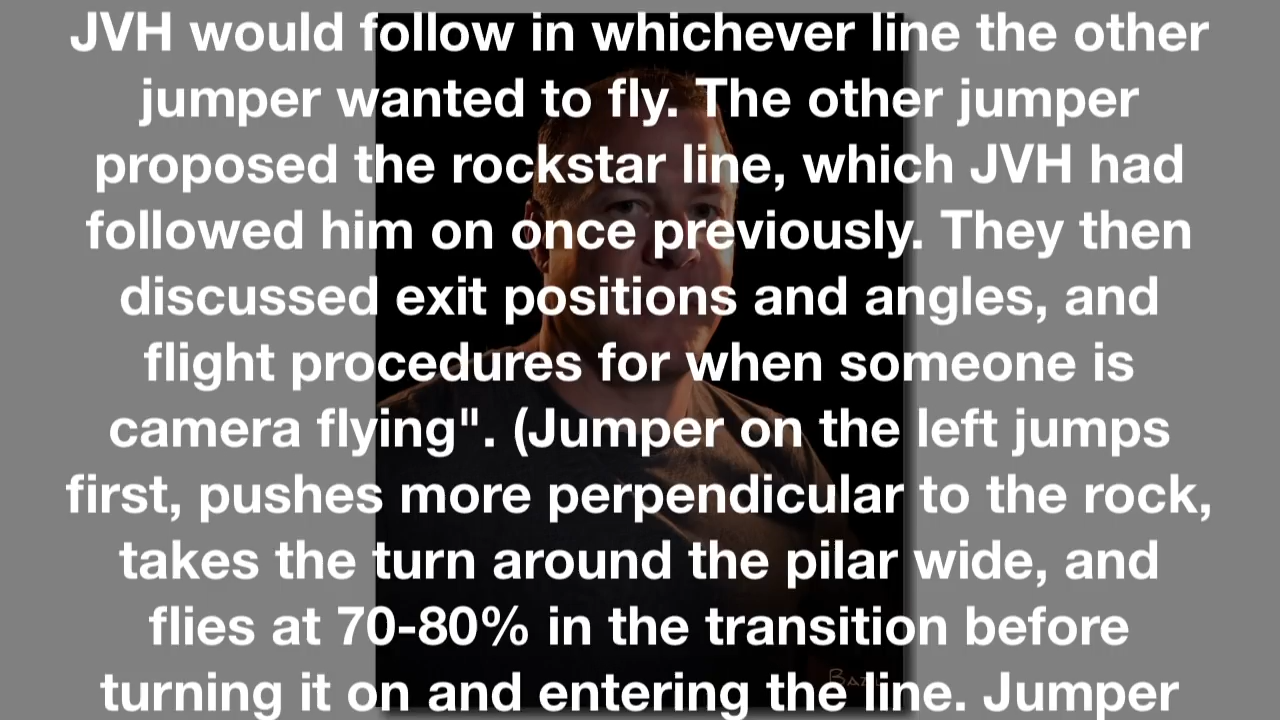 JVH would follow in whichever line the other
jumper wanted to fly. The other jumper
proposed the rockstar line, which JVH had
followed him on once previously. They then
discussed exit positions and angles, and
flight procedures for when someone is
camera flying". (Jumper on the left jumps
first, pushes more perpendicular to the rock,
takes the turn around the pilar wide, and
flies at 70-80% in the transition before
turning it on and entering the line. Jumper